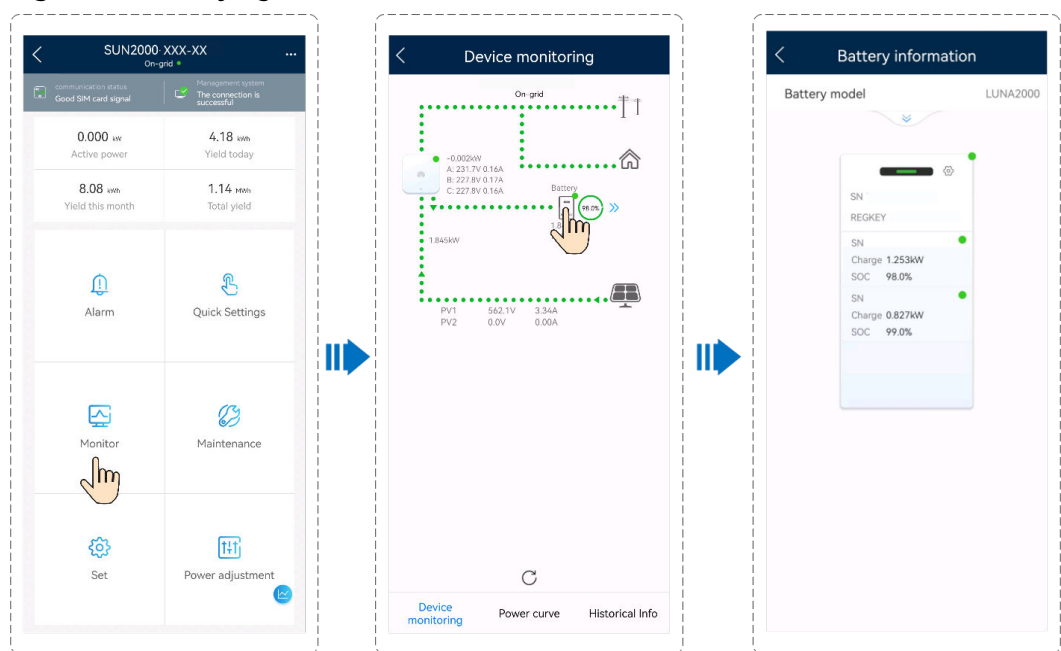 SUN2000 XXX-XX
On-grid
communication status
Good SIM card signal
Management system
The connection is
successful
0.000 kW
Active power
4.18 kWh
Yield today
8.08 kWh
Yield this month
1.14 MWh
Total yield
Alarm
Quick Settings
Monitor
Maintenance
Set
Power adjustment
Device monitoring
On-grid
-0.002kW
A: 231.7V 0.16A
B: 227.8V 0.17A
C: 227.8V 0.16A
Battery
98.0%
1.845kW
PV1 562.1V 3.34A
PV2 0.0V 0.00A
Device
monitoring
Power curve
Historical Info
Battery information
Battery model LUNA2000
SN
REGKEY
SN
Charge 1.253kW
SOC 98.0%
SN
Charge 0.827kW
SOC 99.0%